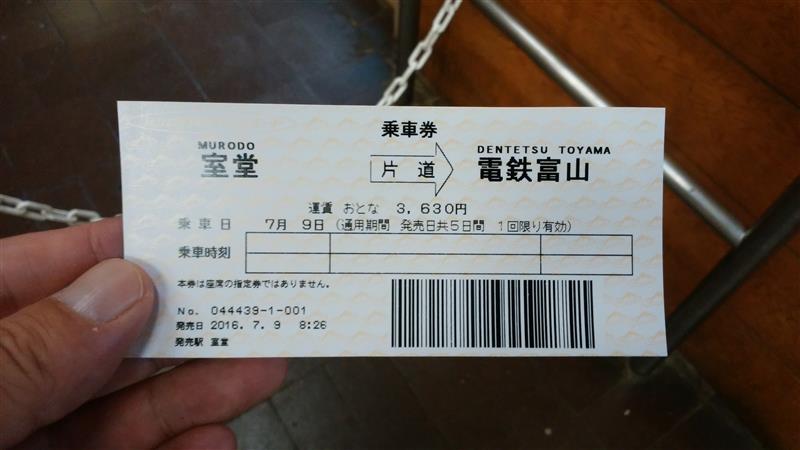 乗車券
MURODO
室堂
片道
DENTETSU TOYAMA
電鉄富山
運賃 おとな 3,630円
乗車日 7月 9日 (通用期間 発売日共5日間 1回限り有効)
乗車時刻
本券は座席の指定券ではありません。
No. 044439-1-001
発売日 2016. 7. 9 8:26
発売駅 室堂